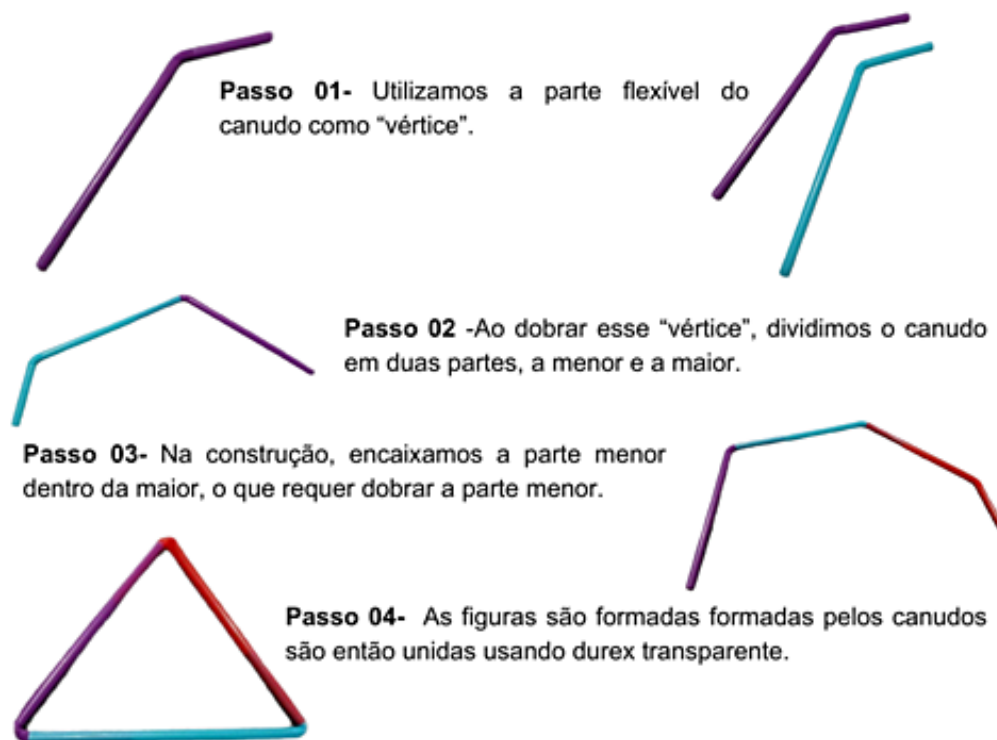 Passo 01- Utilizamos a parte flexível do
canudo como “vértice”.
Passo 02 -Ao dobrar esse “vértice”, dividimos o canudo
em duas partes, a menor e a maior.
Passo 03- Na construção, encaixamos a parte menor
dentro da maior, o que requer dobrar a parte menor.
Passo 04- As figuras são formadas formadas pelos canudos
são então unidas usando durex transparente.